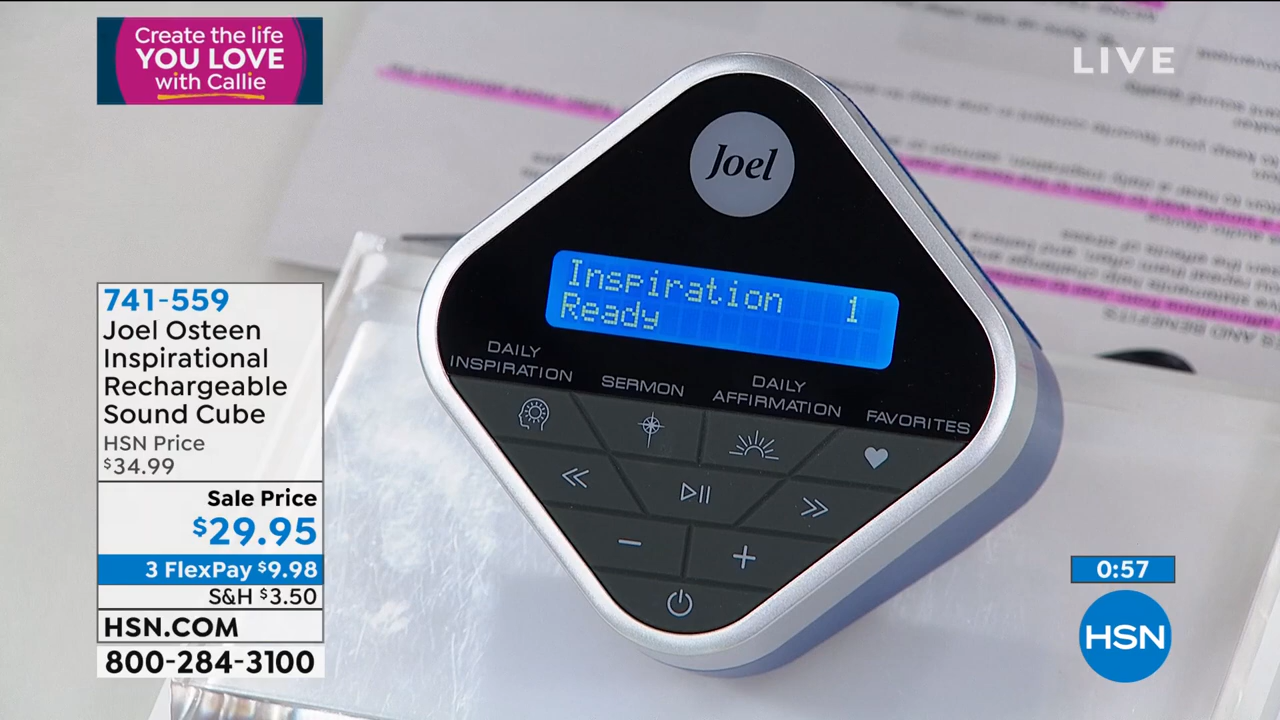 Create the life
YOU LOVE
with Callie
LIVE
Joel
Inspiration 1
Ready
DAILY
INSPIRATION
SERMON
DAILY
AFFIRMATION
FAVORITES
741-559
Joel Osteen
Inspirational
Rechargeable
Sound Cube
HSN Price
$34.99
Sale Price
$29.95
3 FlexPay $9.98
S&H $3.50
HSN.COM
800-284-3100
0:57
HSN